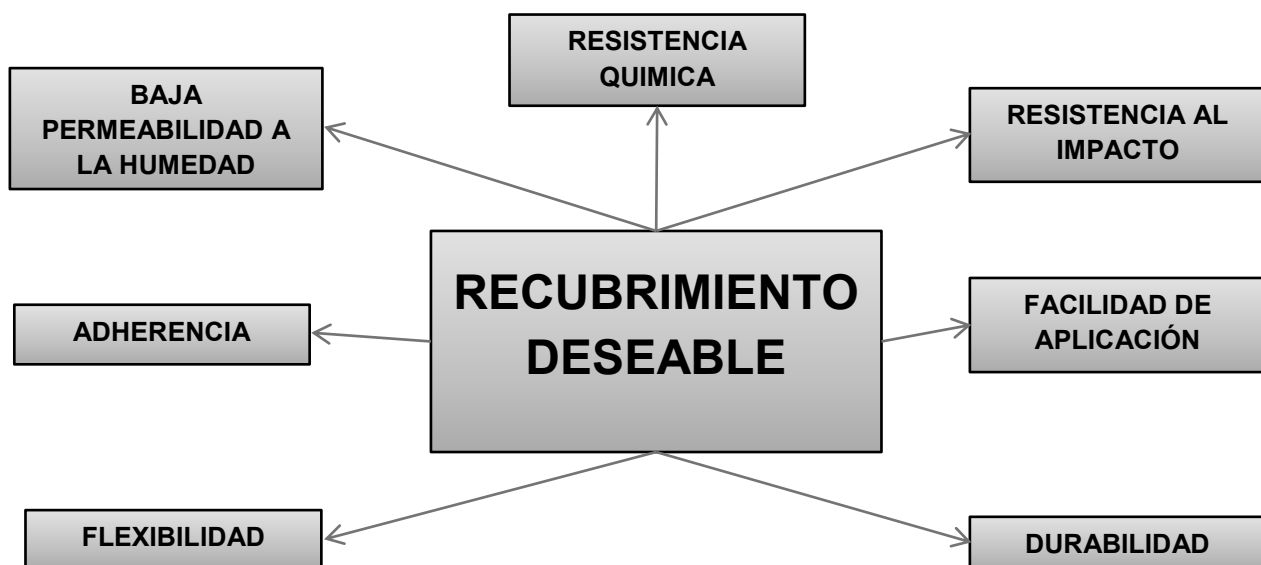 RESISTENCIA
QUIMICA
BAJA
PERMEABILIDAD A
LA HUMEDAD
RESISTENCIA AL
IMPACTO
RECUBRIMIENTO
DESEABLE
ADHERENCIA
FACILIDAD DE
APLICACIÓN
FLEXIBILIDAD
DURABILIDAD